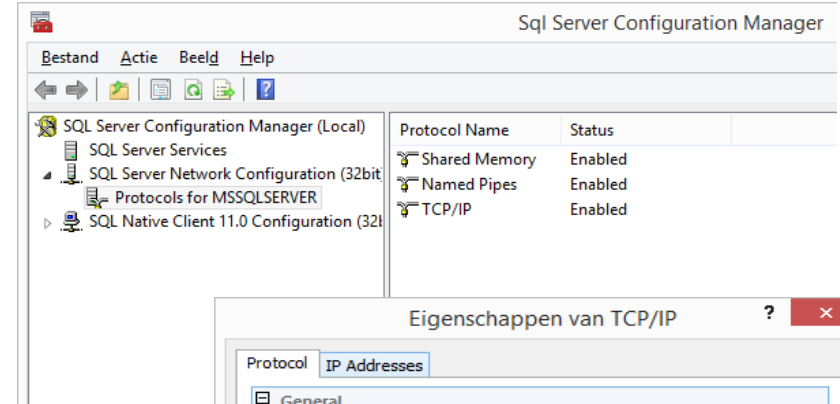 Sql Server Configuration Manager
Bestand Actie Beeld Help
SQL Server Configuration Manager (Local)
SQL Server Services
SQL Server Network Configuration (32bit
Protocols for MSSQLSERVER
SQL Native Client 11.0 Configuration (32b
Protocol Name Status
Shared Memory Enabled
Named Pipes Enabled
TCP/IP Enabled
Eigenschappen van TCP/IP
Protocol IP Addresses
General